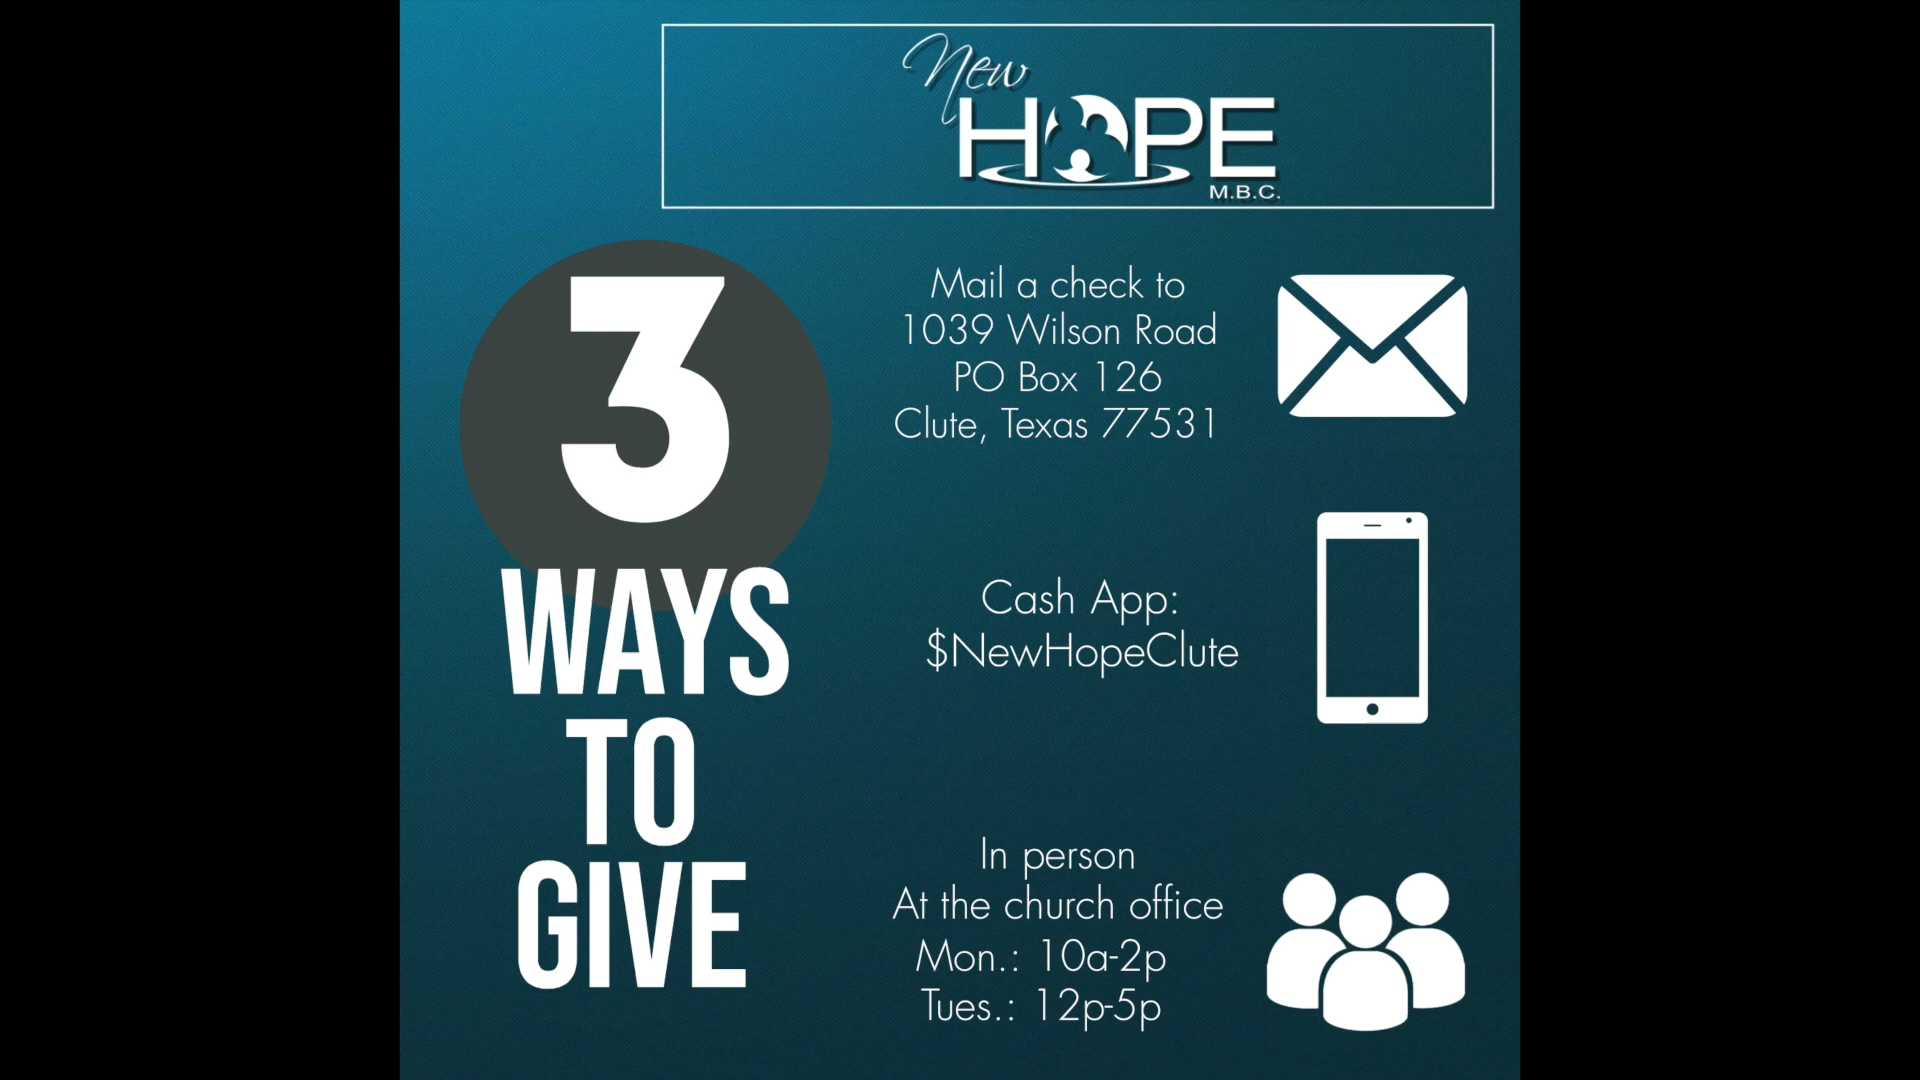 New
HOPE
M.B.C.
3
WAYS
TO
GIVE
Mail a check to
1039 Wilson Road
PO Box 126
Clute, Texas 77531
Cash App:
$NewHopeClute
In person
At the church office
Mon.: 10a-2p
Tues.: 12p-5p